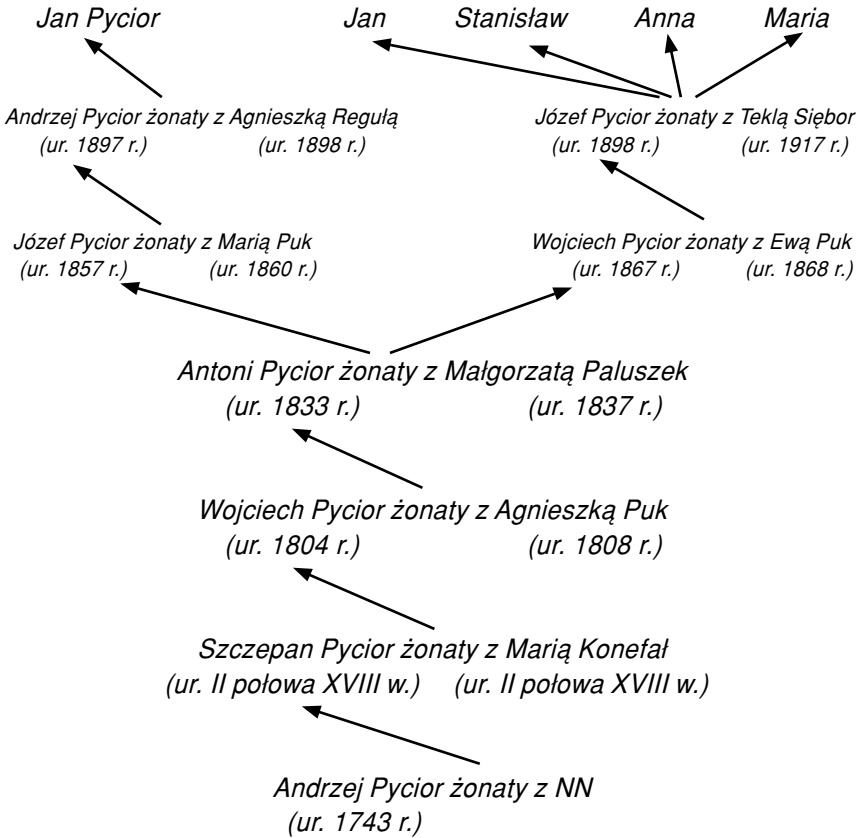 Jan Pycior Jan Stanisław Anna Maria
Andrzej Pycior żonaty z Agnieszką Regułą Józef Pycior żonaty z Teklą Siębor
(ur. 1897 r.) (ur. 1898 r.) (ur. 1898 r.) (ur. 1917 r.)
Józef Pycior żonaty z Marią Puk Wojciech Pycior żonaty z Ewą Puk
(ur. 1857 r.) (ur. 1860 r.) (ur. 1867 r.) (ur. 1868 r.)
Antoni Pycior żonaty z Małgorzatą Paluszek
(ur. 1833 r.) (ur. 1837 r.)
Wojciech Pycior żonaty z Agnieszką Puk
(ur. 1804 r.) (ur. 1808 r.)
Szczepan Pycior żonaty z Marią Konefał
(ur. II połowa XVIII w.) (ur. II połowa XVIII w.)
Andrzej Pycior żonaty z NN
(ur. 1743 r.)